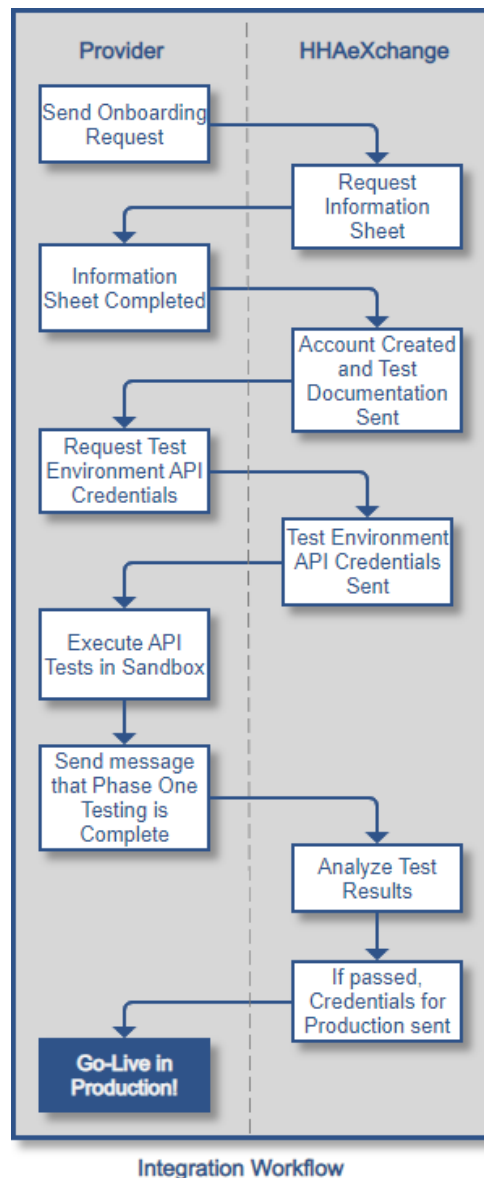 Provider
HHAeXchange
Send Onboarding
Request
Request
Information
Sheet
Information
Sheet Completed
Account Created
and Test
Documentation
Sent
Request Test
Environment API
Credentials
Test Environment
API Credentials
Sent
Execute API
Tests in Sandbox
Send message
that Phase One
Testing is
Complete
Analyze Test
Results
If passed,
Credentials for
Production sent
Go-Live in
Production!
Integration Workflow